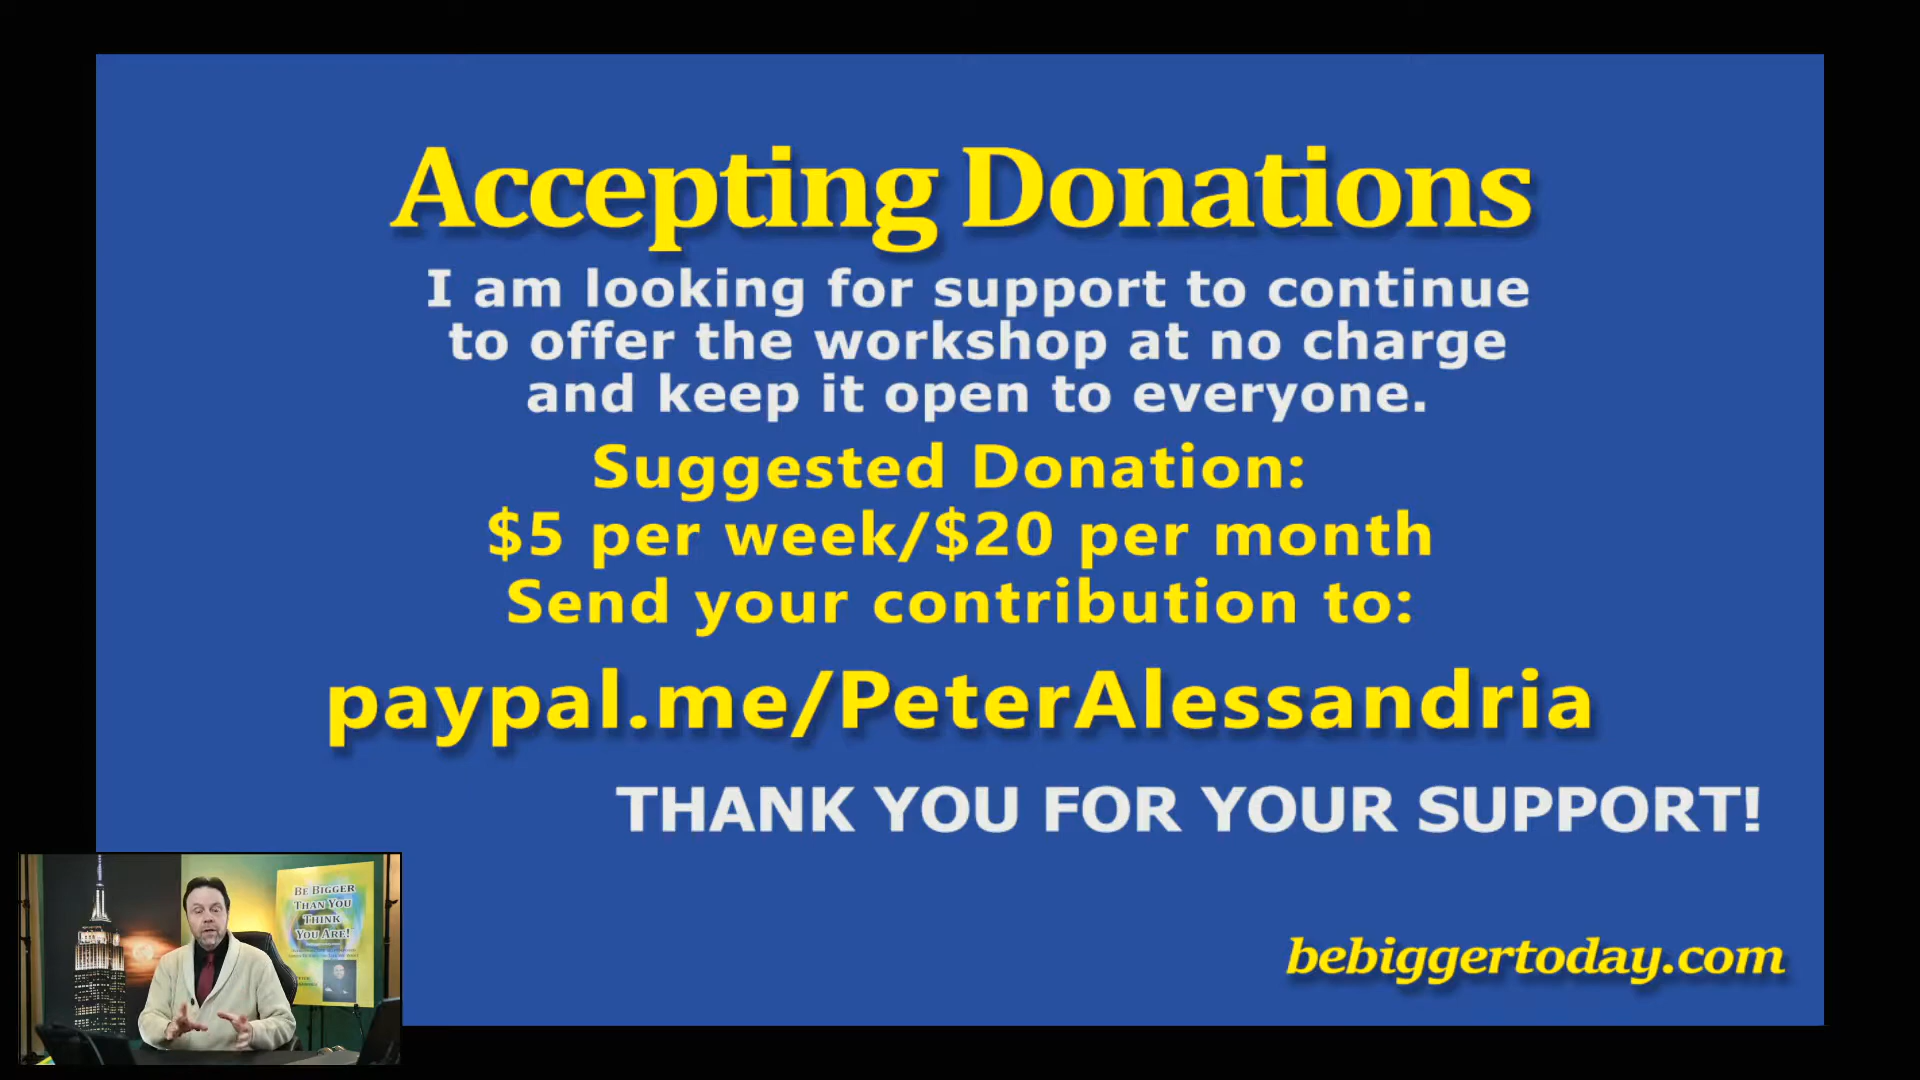 Accepting Donations
I am looking for support to continue
to offer the workshop at no charge
and keep it open to everyone.
Suggested Donation:
$5 per week/$20 per month
Send your contribution to:
paypal.me/PeterAlessandria
THANK YOU FOR YOUR SUPPORT!
BE BIGGER
THAN YOU
THINK
YOU ARE!
bebiggertoday.com